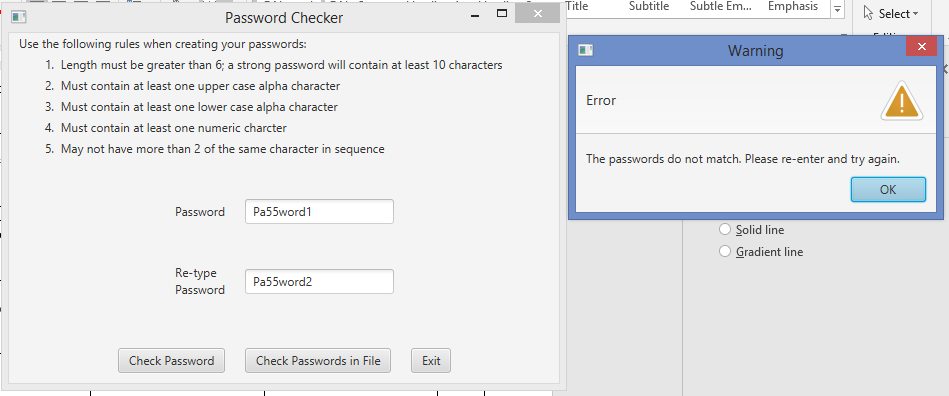 Password Checker
Use the following rules when creating your passwords:
1. Length must be greater than 6; a strong password will contain at least 10 characters
2. Must contain at least one upper case alpha character
3. Must contain at least one lower case alpha character
4. Must contain at least one numeric charcter
5. May not have more than 2 of the same character in sequence
Password Pa55word1
Re-type
Password Pa55word2
Check Password Check Passwords in File Exit
Title Subtitle Subtle Em... Emphasis
Select
Warning
Error
The passwords do not match. Please re-enter and try again.
OK
Solid line
Gradient line